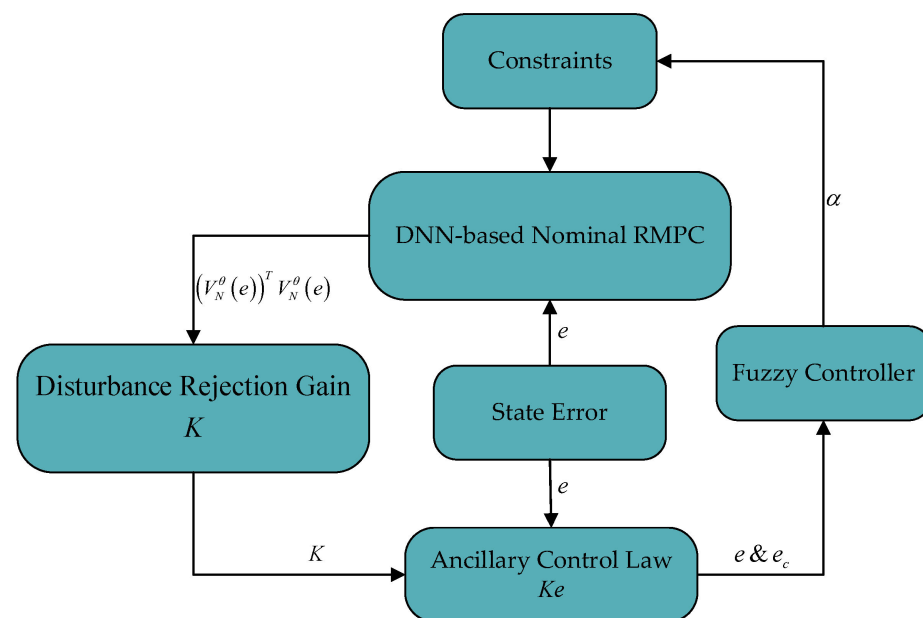 Constraints
α
DNN-based Nominal RMPC
(V_N^θ(e))^T V_N^θ(e)
e
Disturbance Rejection Gain
K
State Error
Fuzzy Controller
e
K
Ancillary Control Law
Ke
e & e_c